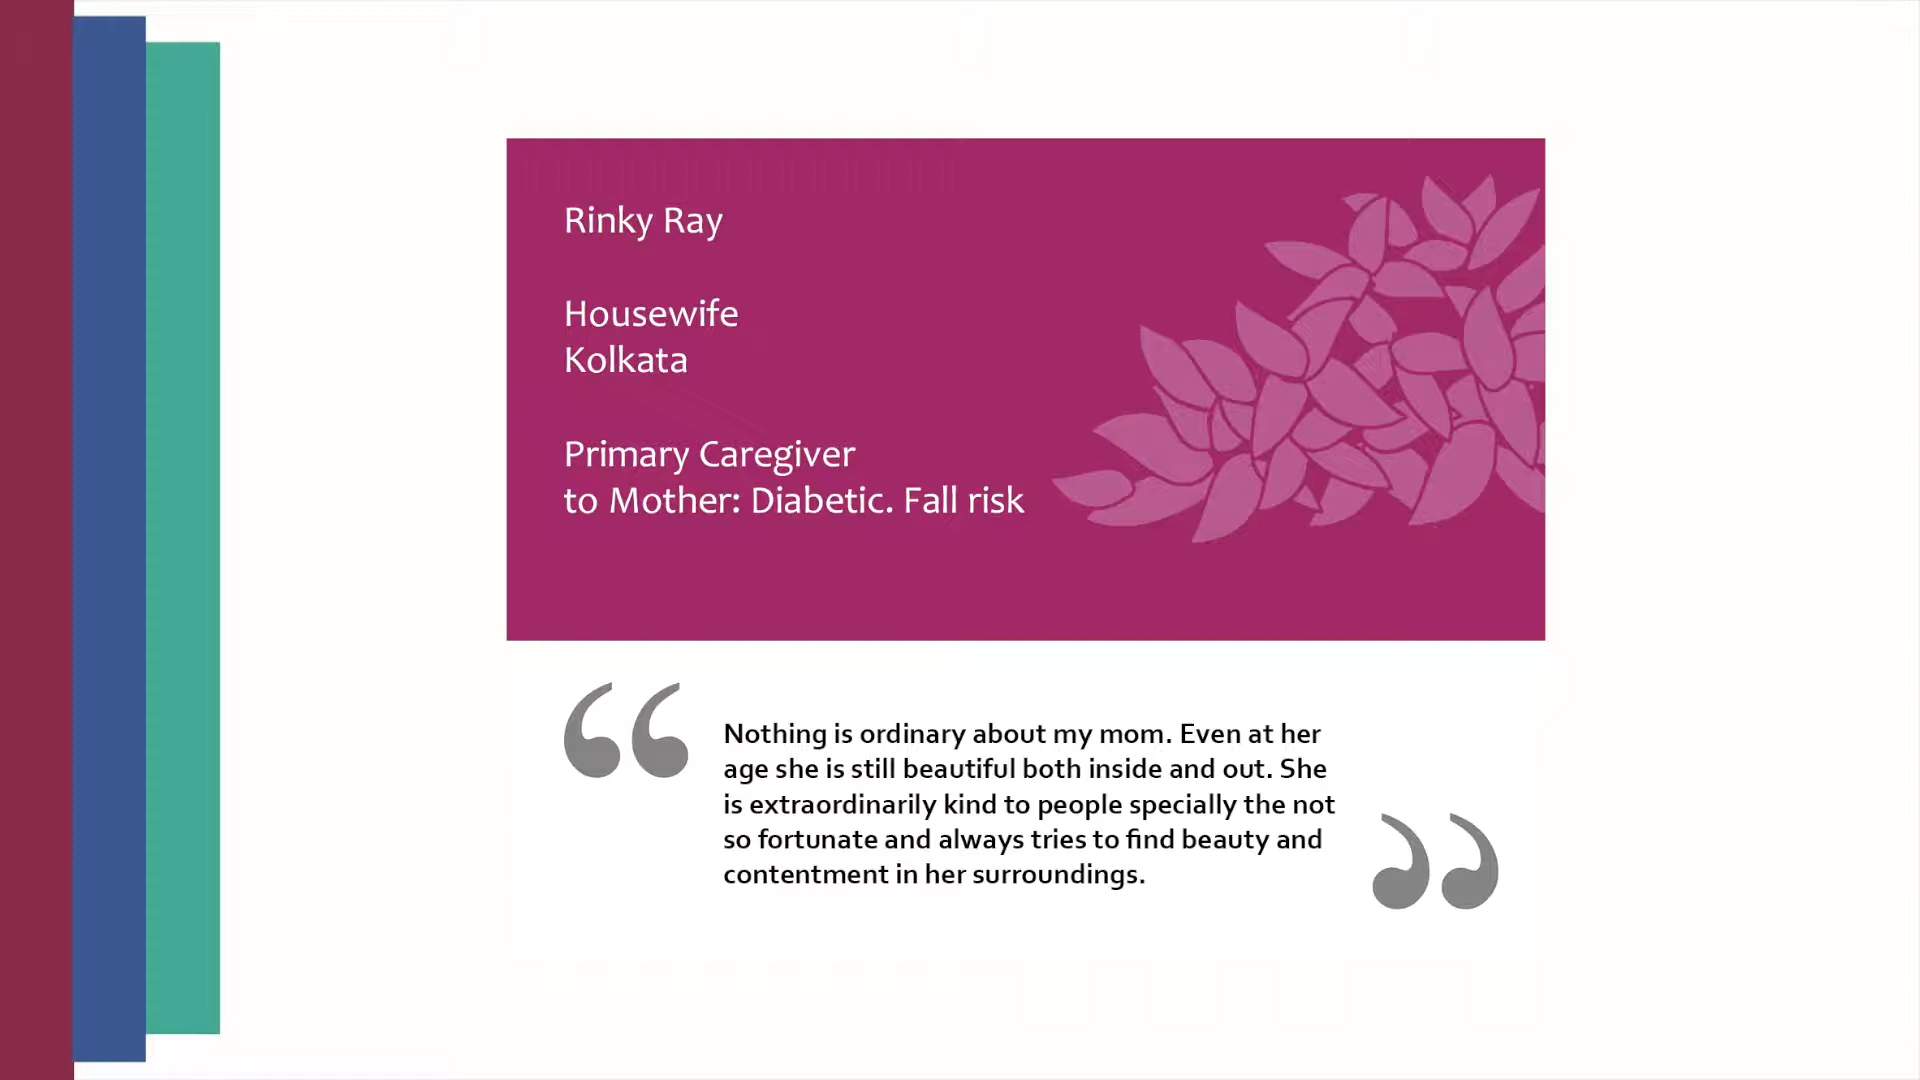 Rinky Ray
Housewife
Kolkata
Primary Caregiver
to Mother: Diabetic. Fall risk
“
Nothing is ordinary about my mom. Even at her
age she is still beautiful both inside and out. She
is extraordinarily kind to people specially the not
so fortunate and always tries to find beauty and
contentment in her surroundings.
”